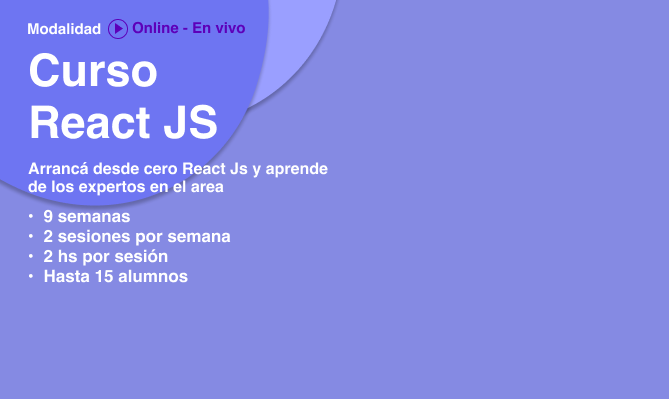 Modalidad Online - En vivo
Curso
React JS
Arrancá desde cero React Js y aprende
de los expertos en el area
• 9 semanas
• 2 sesiones por semana
• 2 hs por sesión
• Hasta 15 alumnos